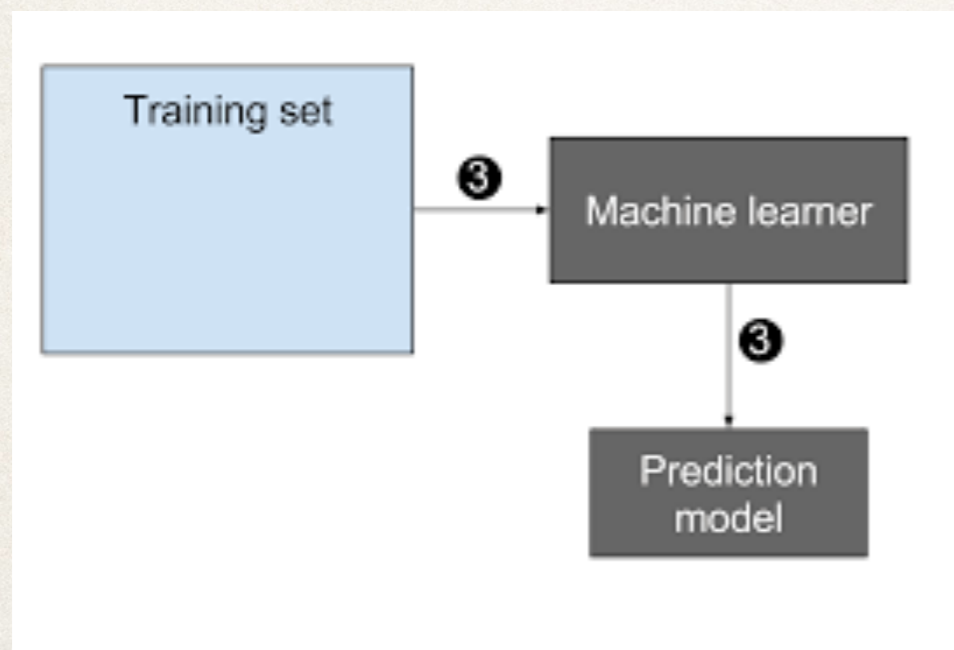 Training set
❸
Machine learner
❸
Prediction
model